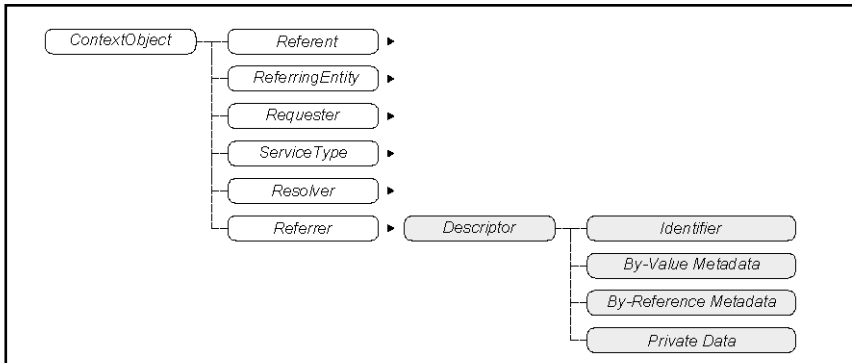 ContextObject
Referent
ReferringEntity
Requester
ServiceType
Resolver
Referrer
Descriptor
Identifier
By-Value Metadata
By-Reference Metadata
Private Data